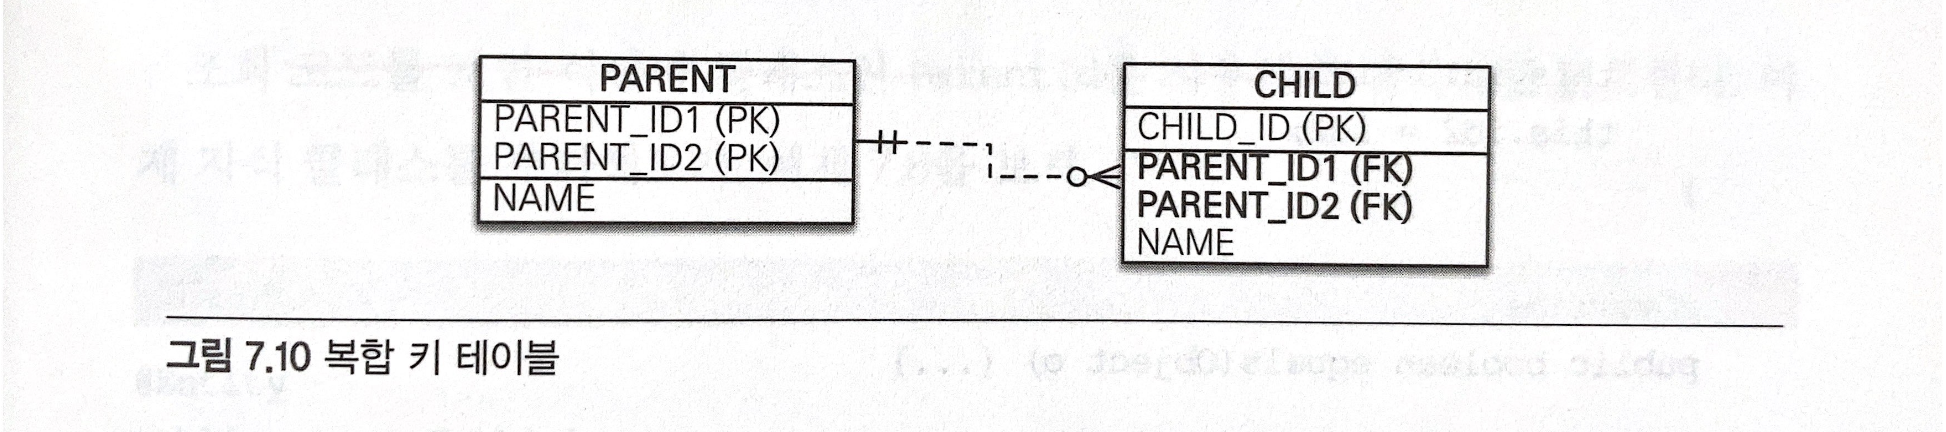 PARENT
PARENT_ID1 (PK)
PARENT_ID2 (PK)
NAME
CHILD
CHILD_ID (PK)
PARENT_ID1 (FK)
PARENT_ID2 (FK)
NAME
그림 7.10 복합 키 테이블